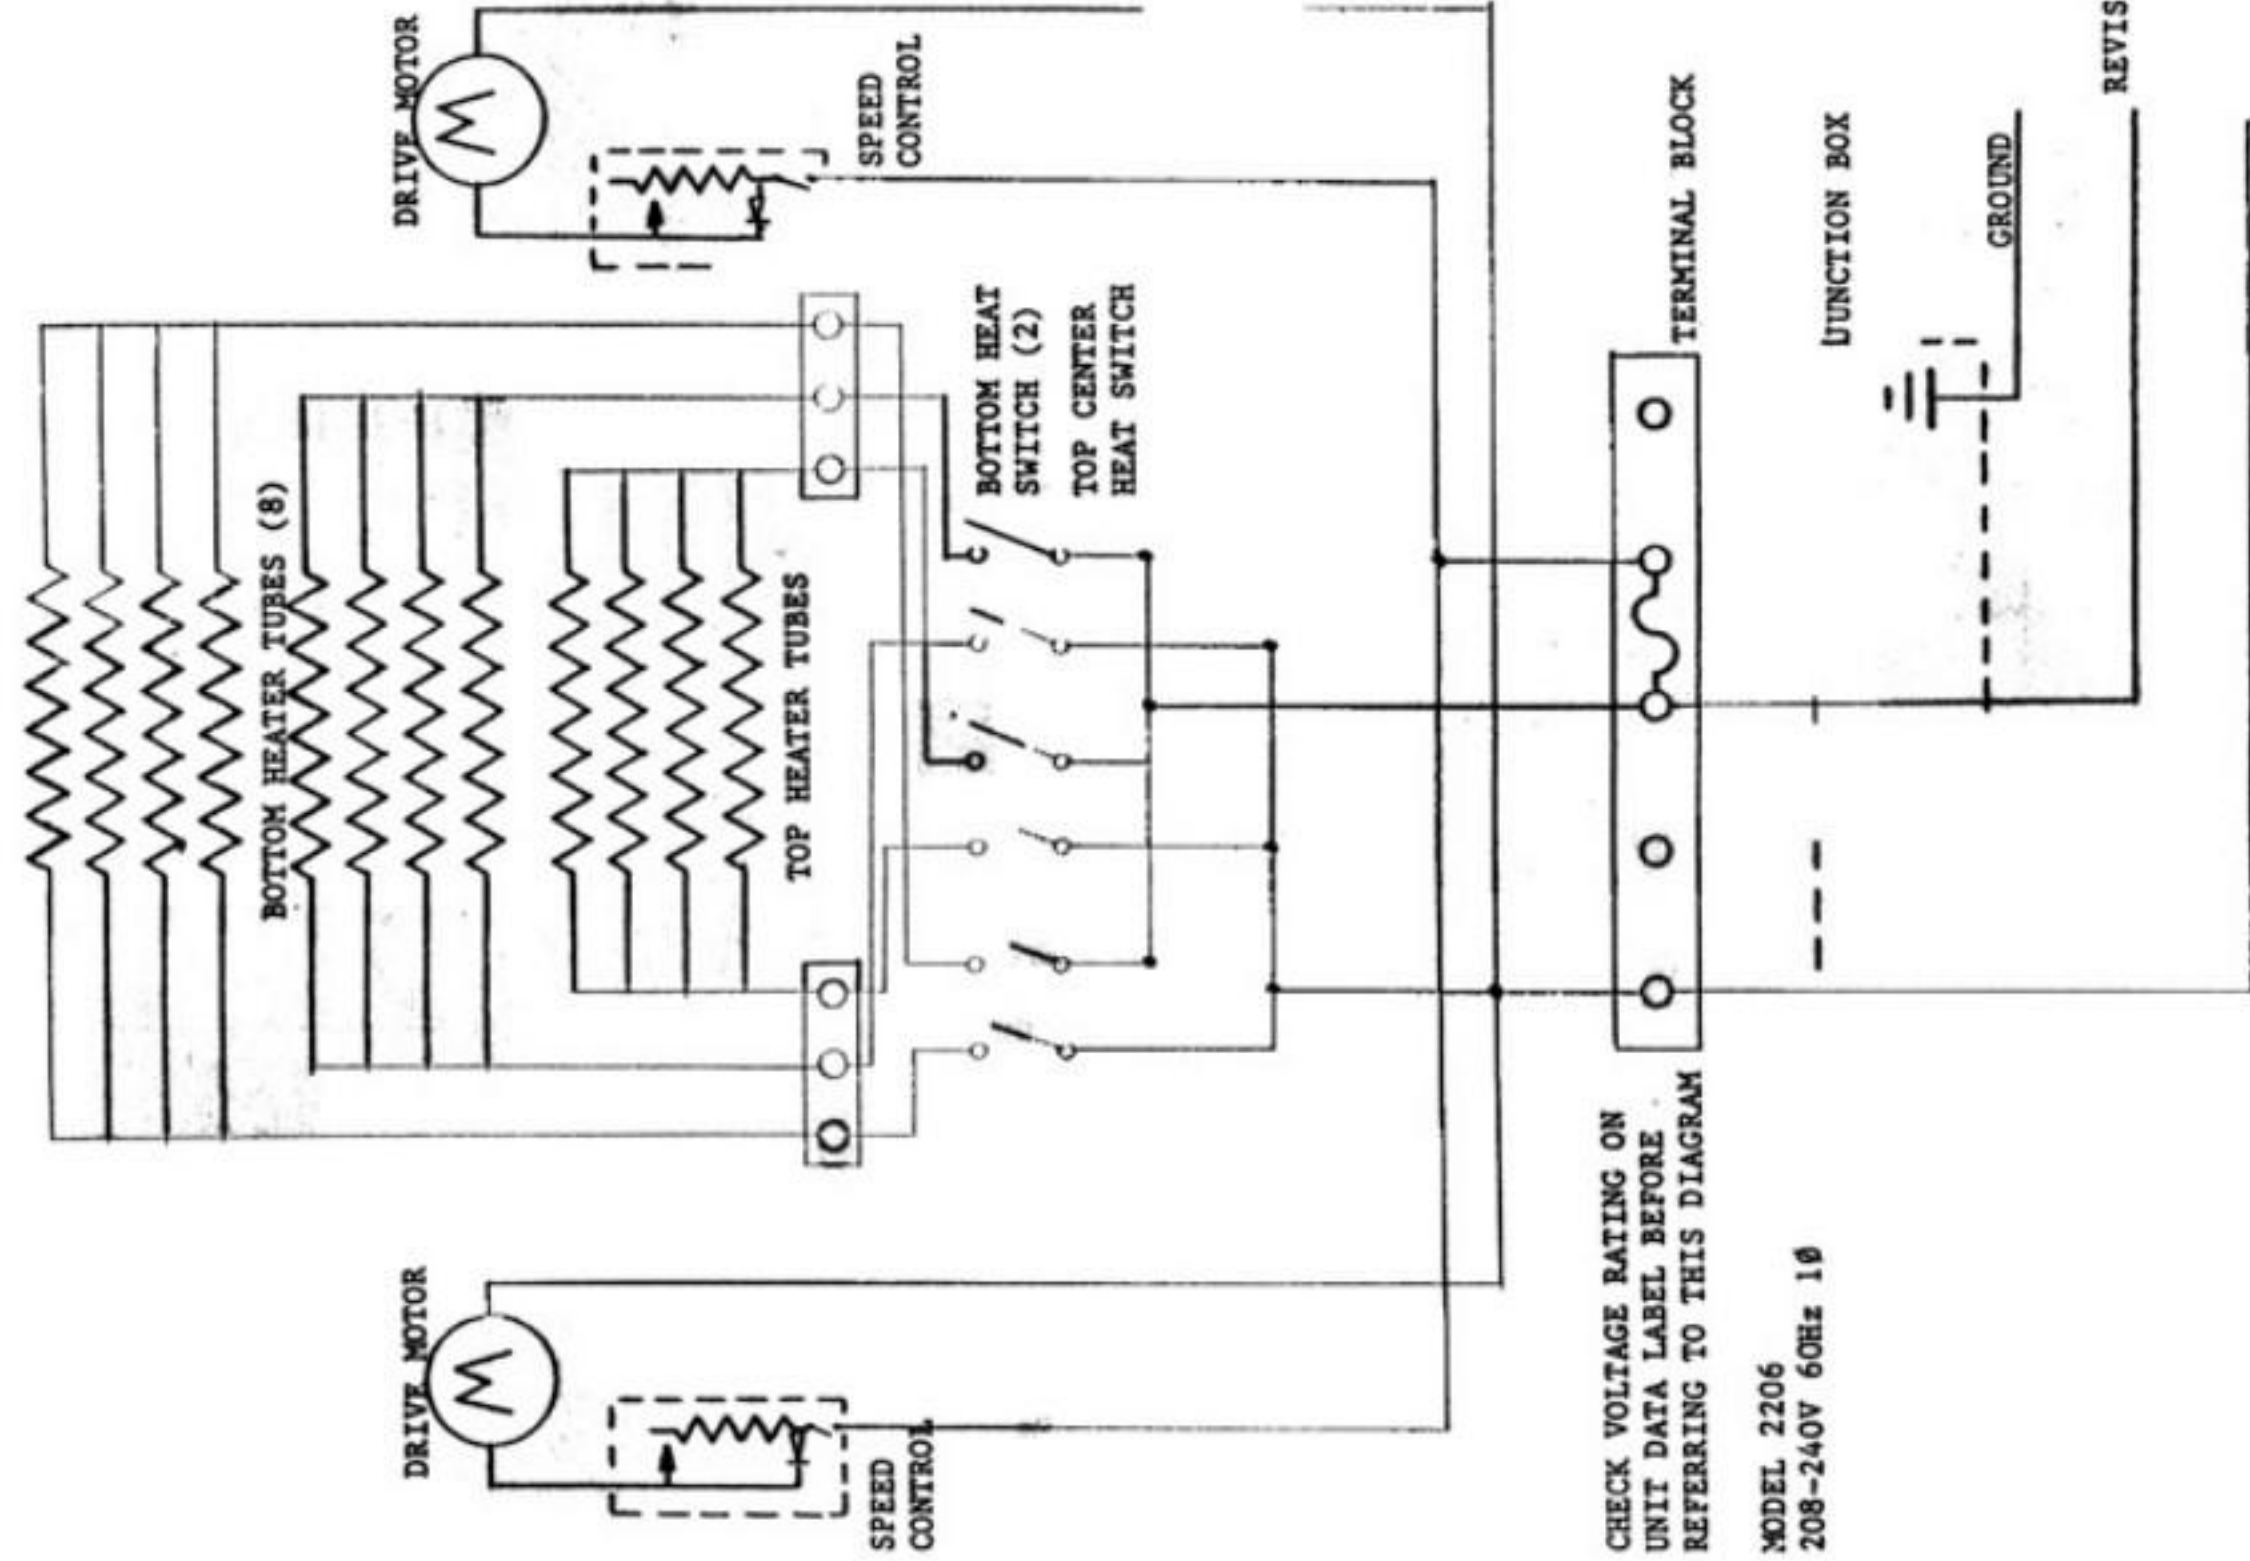 DRIVE MOTOR
SPEED
CONTROL
BOTTOM HEATER TUBES (8)
TOP HEATER TUBES
BOTTOM HEAT
SWITCH (2)
TOP CENTER
HEAT SWITCH
DRIVE MOTOR
SPEED
CONTROL
CHECK VOLTAGE RATING ON
UNIT DATA LABEL BEFORE
REFERRING TO THIS DIAGRAM
MODEL 2206
208-240V 60Hz 1Ø
TERMINAL BLOCK
JUNCTION BOX
GROUND
REVIS